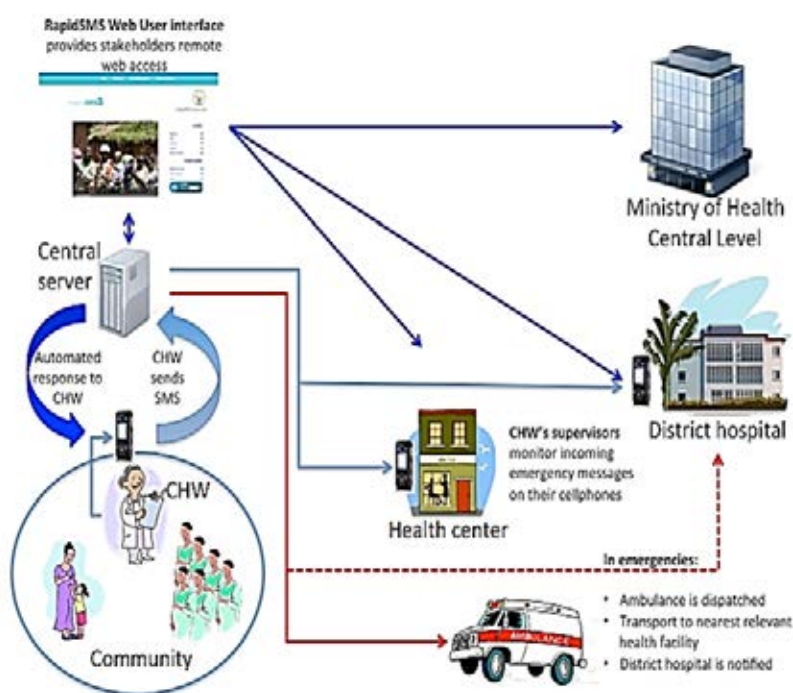 RapidSMS Web User interface
provides stakeholders remote
web access
Ministry of Health
Central Level
Central
server
Automated
response to
CHW
CHW
sends
SMS
District hospital
CHW's supervisors
monitor incoming
emergency messages
on their cellphones
CHW
Health center
In emergencies:
Community
AMBULANCE
• Ambulance is dispatched
• Transport to nearest relevant
health facility
• District hospital is notified